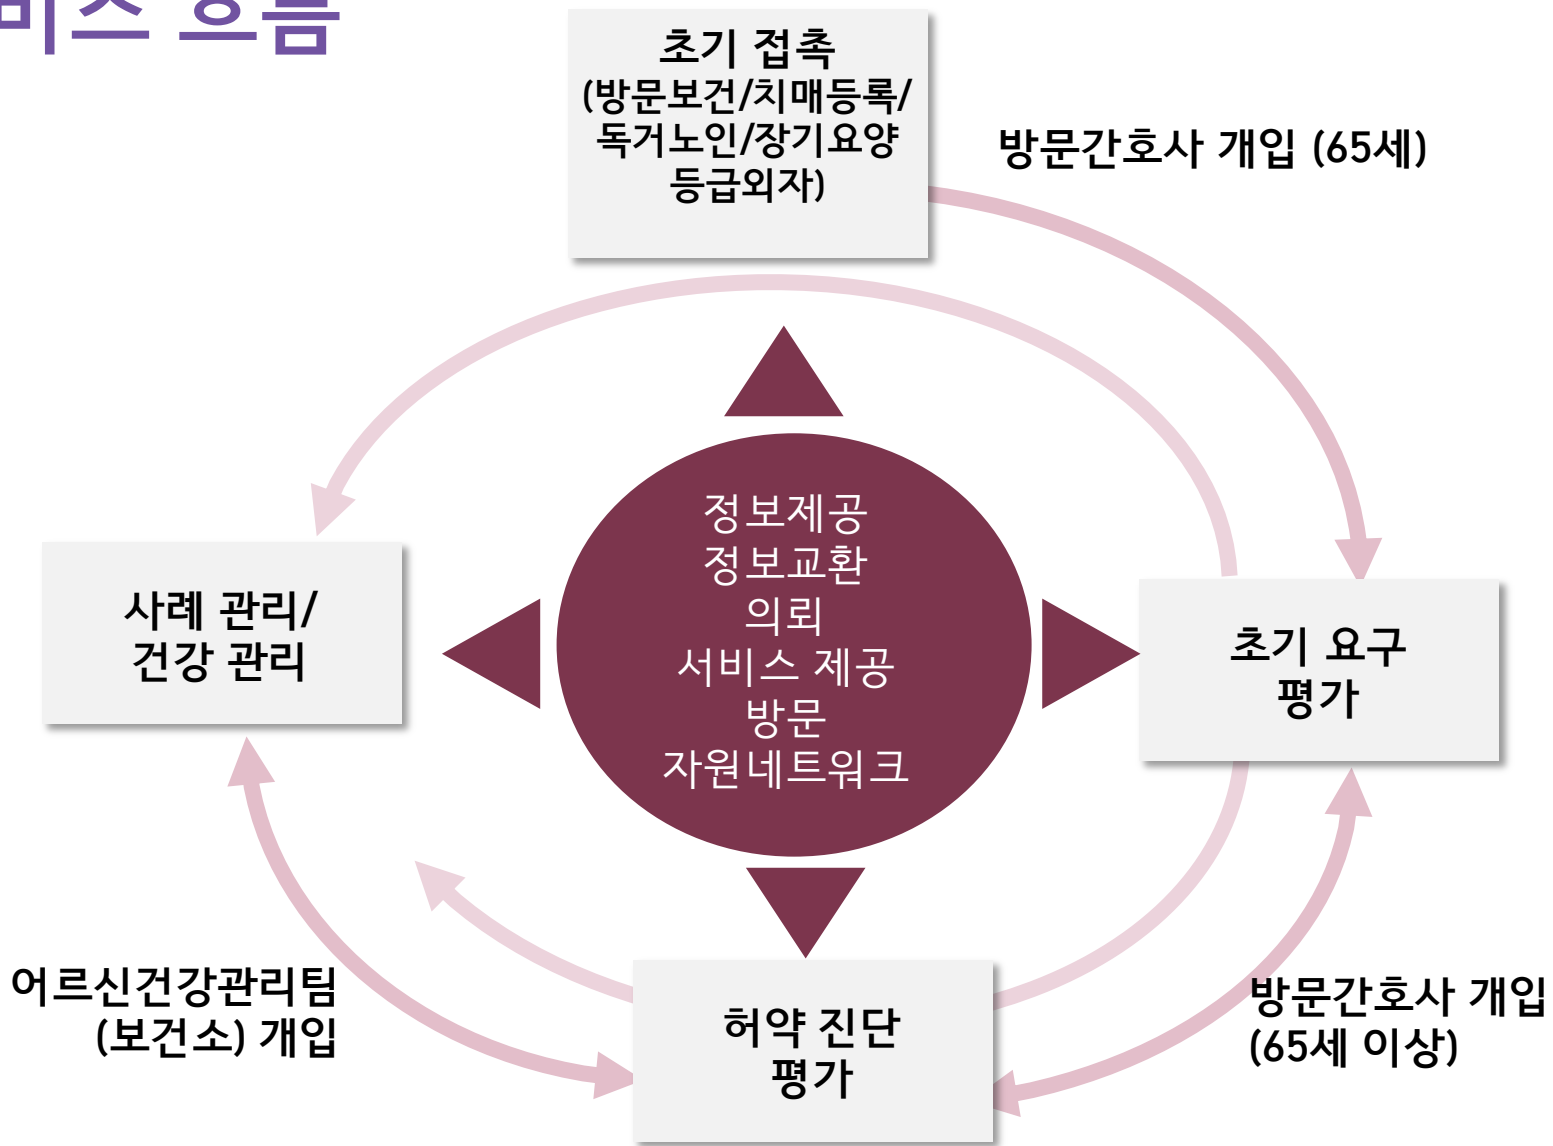 비스 흐름
초기 접촉
(방문보건/치매등록/
독거노인/장기요양
등급외자)
방문간호사 개입 (65세)
정보제공
정보교환
의뢰
서비스 제공
방문
자원네트워크
사례 관리/
건강 관리
초기 요구
평가
어르신건강관리팀
(보건소) 개입
허약 진단
평가
방문간호사 개입
(65세 이상)